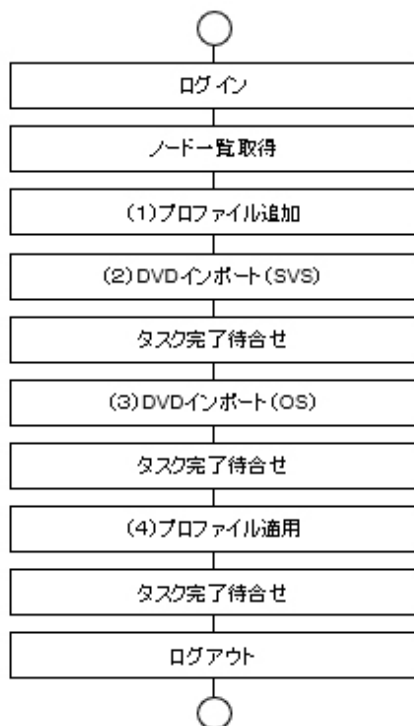 ログイン
ノード一覧取得
(1)プロファイル追加
(2)DVDインポート(SVS)
タスク完了待合せ
(3)DVDインポート(OS)
タスク完了待合せ
(4)プロファイル適用
タスク完了待合せ
ログアウト